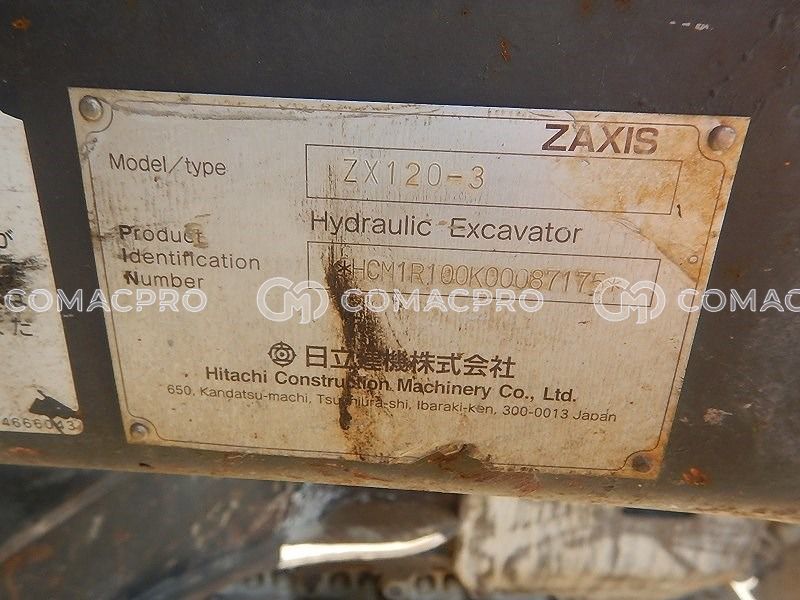 ZAXIS
Model/type
ZX120-3
Hydraulic Excavator
Product
Identification
Number
*HCM1R100K00087175*
日立建機株式会社
Hitachi Construction Machinery Co., Ltd.
650, Kandatsu-machi, Tsuchiura-shi, Ibaraki-ken, 300-0013 Japan
COMACPRO
COMACPRO
COMACPRO
4666043